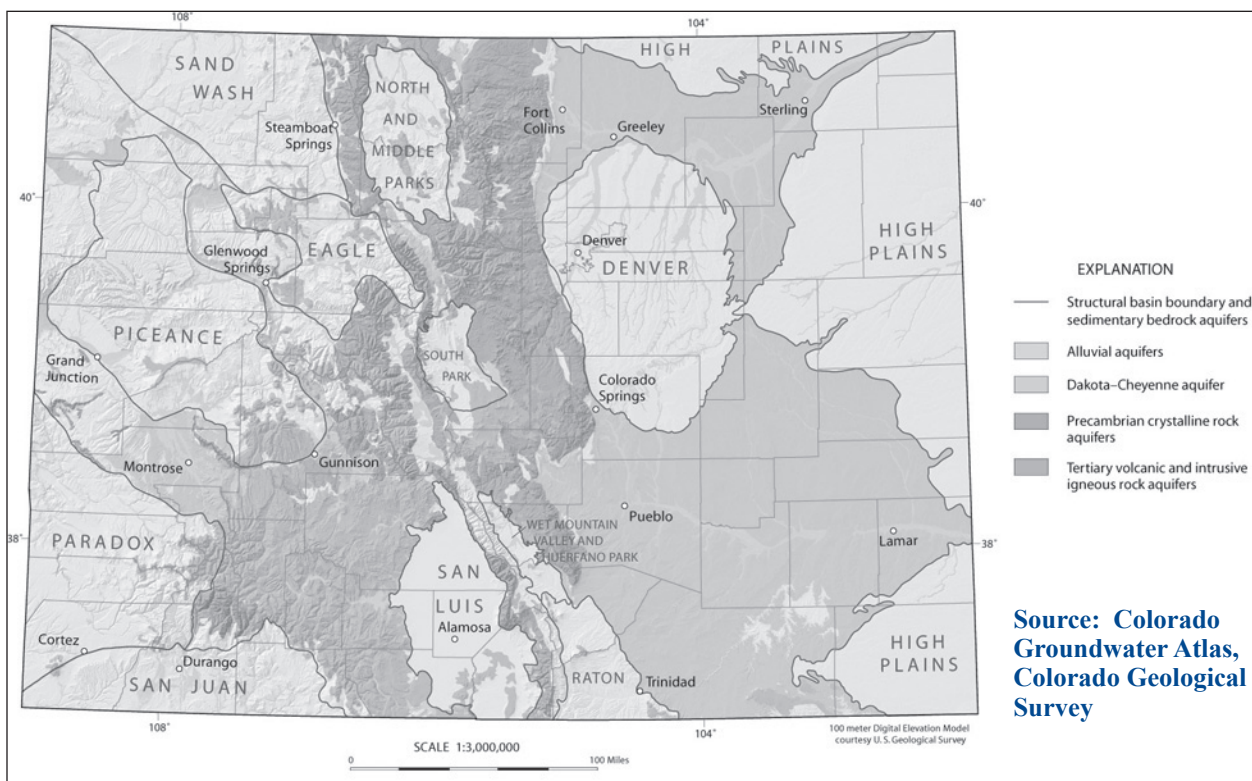 108°
104°
SAND
WASH
HIGH
PLAINS
NORTH
AND
MIDDLE
PARKS
Steamboat
Springs
Fort
Collins
Greeley
Sterling
40°
40°
Glenwood
Springs
EAGLE
Denver
DENVER
HIGH
PLAINS
PICEANCE
Grand
Junction
SOUTH
PARK
Colorado
Springs
Montrose
Gunnison
Pueblo
WET MOUNTAIN
VALLEY AND
HUERFANO PARK
Lamar
38°
38°
PARADOX
SAN
LUIS
Alamosa
Cortez
Durango
SAN JUAN
RATON
Trinidad
HIGH
PLAINS
108°
104°
100 meter Digital Elevation Model
courtesy U. S. Geological Survey
SCALE 1:3,000,000
0
100 Miles
EXPLANATION
Structural basin boundary and
sedimentary bedrock aquifers
Alluvial aquifers
Dakota–Cheyenne aquifer
Precambrian crystalline rock
aquifers
Tertiary volcanic and intrusive
igneous rock aquifers
Source: Colorado
Groundwater Atlas,
Colorado Geological
Survey